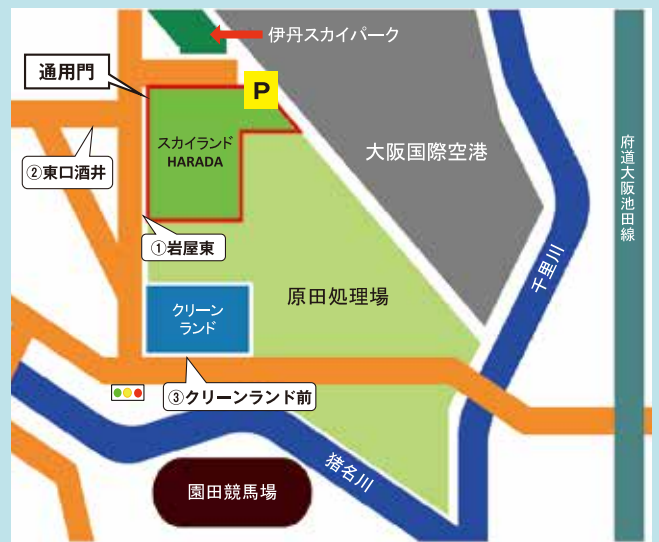 伊丹スカイパーク
通用門
P
スカイランド
HARADA
大阪国際空港
府道大阪池田線
②東口酒井
①岩屋東
千里川
原田処理場
クリーン
ランド
③クリーンランド前
猪名川
園田競馬場